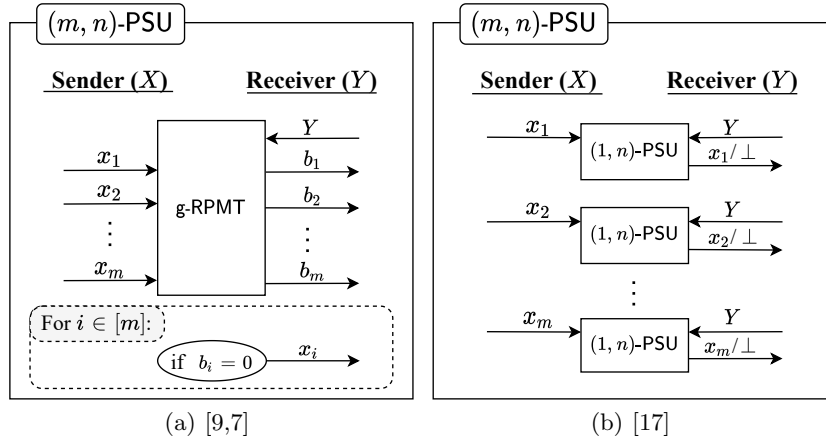 (m, n)-PSU
Sender (X)
Receiver (Y)
Y
x₁
b₁
x₂
g-RPMT
b₂
⋮
⋮
xₘ
bₘ
For i ∈ [m]:
if bᵢ = 0
xᵢ
(a) [9,7]
(m, n)-PSU
Sender (X)
Receiver (Y)
x₁
(1, n)-PSU
Y
x₁/ ⊥
x₂
(1, n)-PSU
Y
x₂/ ⊥
⋮
xₘ
(1, n)-PSU
Y
xₘ/ ⊥
(b) [17]